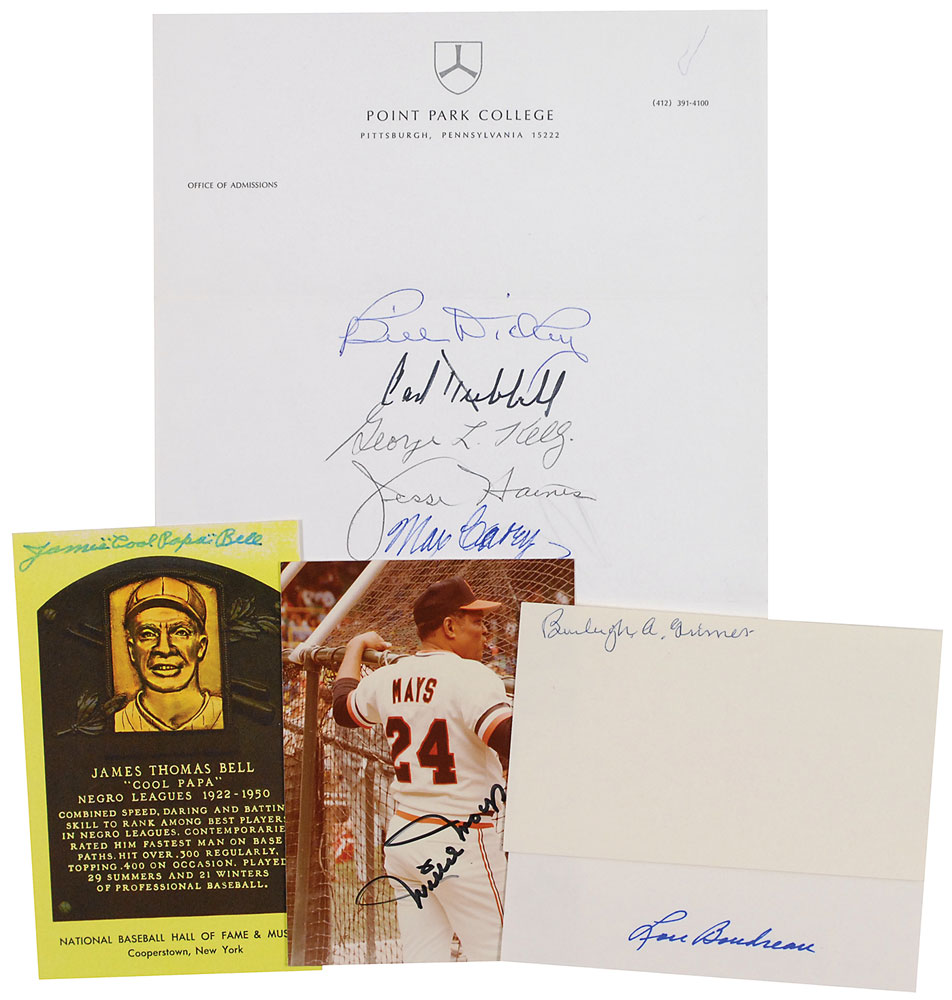 POINT PARK COLLEGE
PITTSBURGH, PENNSYLVANIA 15222
(412) 391-4100
OFFICE OF ADMISSIONS
Bill Dickey
Carl Hubbell
George L. Kelly.
Jesse Haines
Max Carey
James "Cool Papa" Bell
JAMES THOMAS BELL
"COOL PAPA"
NEGRO LEAGUES 1922-1950
COMBINED SPEED, DARING AND BATTIN
SKILL TO RANK AMONG BEST PLAYERS
IN NEGRO LEAGUES. CONTEMPORARIE
RATED HIM FASTEST MAN ON BASE
PATHS. HIT OVER .300 REGULARLY,
TOPPING .400 ON OCCASION. PLAYED
29 SUMMERS AND 21 WINTERS
OF PROFESSIONAL BASEBALL.
NATIONAL BASEBALL HALL OF FAME & MUS
Cooperstown, New York
MAYS
24
Willie Mays
Burleigh A. Grimes
Lou Boudreau